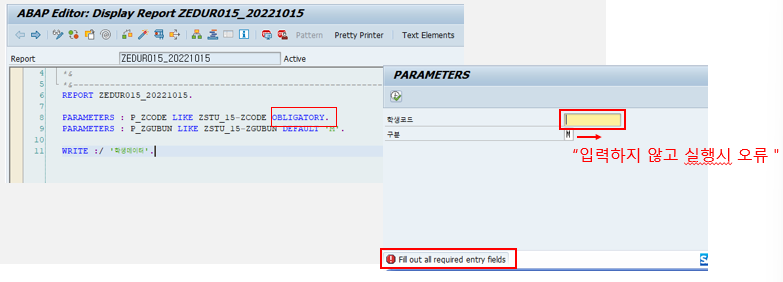 ABAP Editor: Display Report ZEDUR015_20221015
Pattern Pretty Printer Text Elements
Report ZEDUR015_20221015 Active
4 *&
5 *&---------------------------------------------------------------------
6 REPORT ZEDUR015_20221015.
7
8 PARAMETERS : P_ZCODE LIKE ZSTU_15-ZCODE OBLIGATORY.
9 PARAMETERS : P_ZGUBUN LIKE ZSTU_15-ZGUBUN DEFAULT 'M'.
10
11 WRITE :/ '학생데이터'.
PARAMETERS
학생코드
구분 M
“입력하지 않고 실행시 오류 "
Fill out all required entry fields